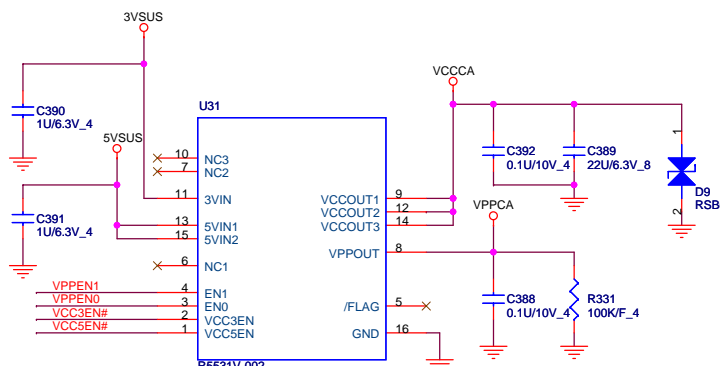 3VSUS
VCCCA
U31
C390
1U/6.3V_4
5VSUS
C392
0.1U/10V_4
C389
22U/6.3V_8
1
2
D9
RSB
10 NC3
7 NC2
11 3VIN
VCCOUT1 9
VCCOUT2 12
VCCOUT3 14
C391
1U/6.3V_4
13 5VIN1
15 5VIN2
VPPCA
VPPOUT 8
6 NC1
VPPEN1 4 EN1
VPPEN0 3 EN0
VCC3EN# 2 VCC3EN
VCC5EN# 1 VCC5EN
/FLAG 5
GND 16
C388
0.1U/10V_4
R331
100K/F_4
R5531V-002